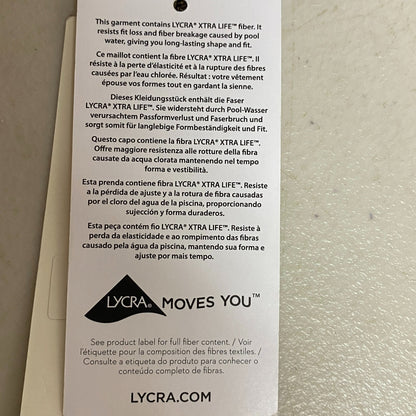 This garment contains LYCRA® XTRA LIFE™ fiber. It
resists fit loss and fiber breakage caused by pool
water, giving you long-lasting shape and fit.
Ce maillot contient la fibre LYCRA® XTRA LIFE™. Il
résiste à la perte d'élasticité et à la rupture des fibres
causées par l'eau chlorée. Résultat : votre vêtement
épouse vos formes tout en gardant la sienne.
Dieses Kleidungsstück enthält die Faser
LYCRA® XTRA LIFE™. Sie widersteht durch Pool-Wasser
verursachtem Passformverlust und Faserbruch und
sorgt somit für langlebige Formbeständigkeit und Fit.
Questo capo contiene la fibra LYCRA® XTRA LIFE™.
Offre maggiore resistenza alle rotture della fibra
causate da acqua clorata mantenendo nel tempo
forma e vestibilità.
Esta prenda contiene fibra LYCRA® XTRA LIFE™. Resiste
a la pérdida de ajuste y a la rotura de fibra causadas
por el cloro del agua de la piscina, proporcionando
sujección y forma duraderos.
Esta peça contém fio LYCRA® XTRA LIFE™. Resiste à
perda da elasticidade e ao rompimento das fibras
causado pela água da piscina, mantendo sua forma e
ajuste por mais tempo.
LYCRA® MOVES YOU™
See product label for full fiber content. / Voir
l'étiquette pour la composition des fibres textiles. /
Consulte a etiqueta do produto para conhecer o
conteúdo completo de fibras.
LYCRA.COM